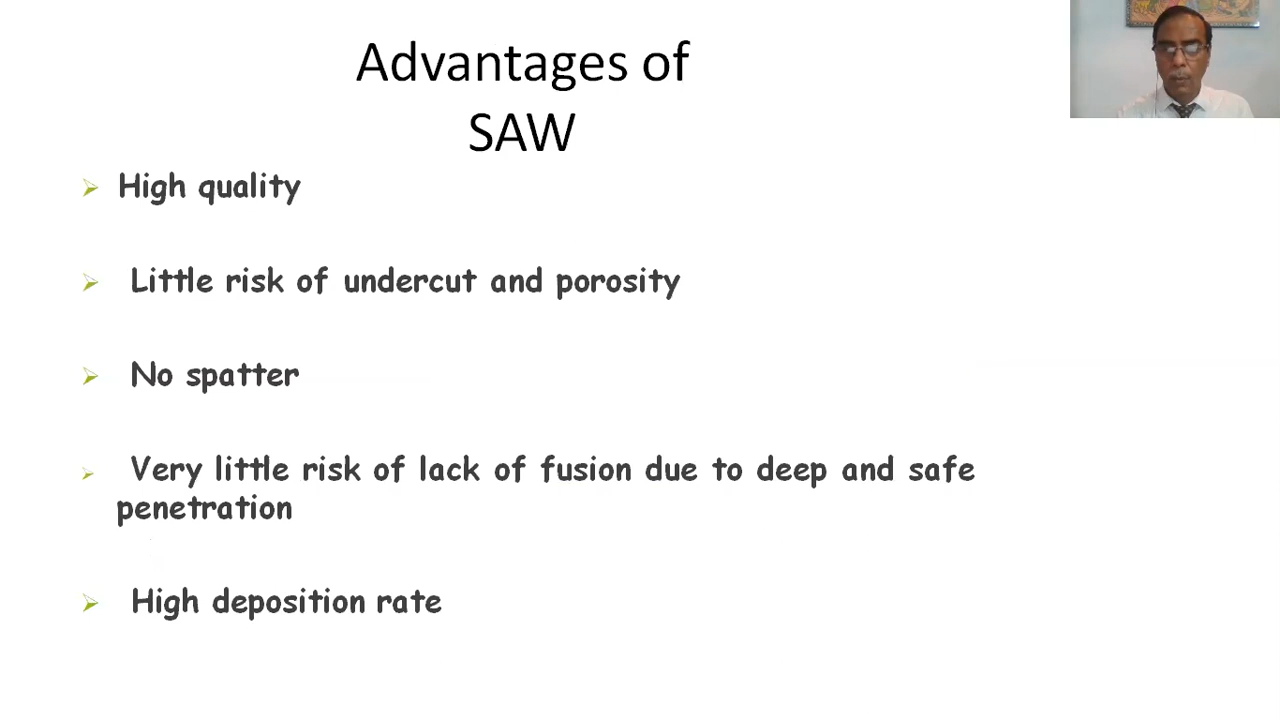 Advantages of
SAW
High quality
Little risk of undercut and porosity
No spatter
Very little risk of lack of fusion due to deep and safe
penetration
High deposition rate